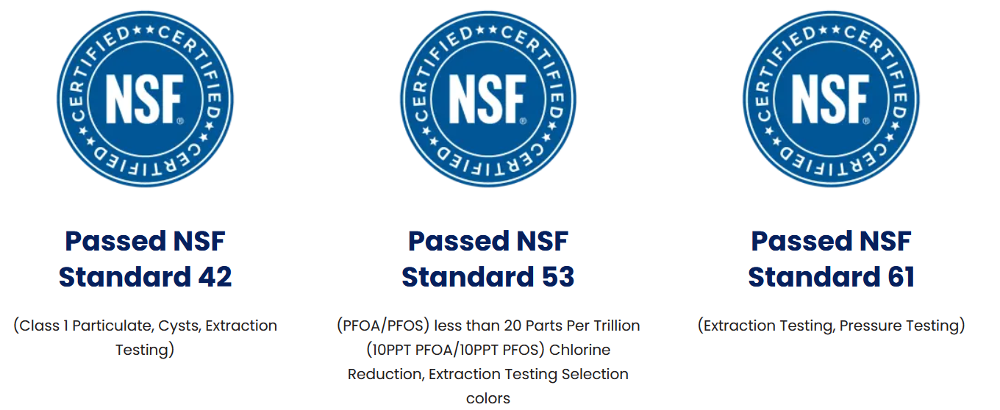 CERTIFIED★★CERTIFIED★★CERTIFIED★★
NSF®
Passed NSF
Standard 42
(Class 1 Particulate, Cysts, Extraction
Testing)
CERTIFIED★★CERTIFIED★★CERTIFIED★★
NSF®
Passed NSF
Standard 53
(PFOA/PFOS) less than 20 Parts Per Trillion
(10PPT PFOA/10PPT PFOS) Chlorine
Reduction, Extraction Testing Selection
colors
CERTIFIED★★CERTIFIED★★CERTIFIED★★
NSF®
Passed NSF
Standard 61
(Extraction Testing, Pressure Testing)